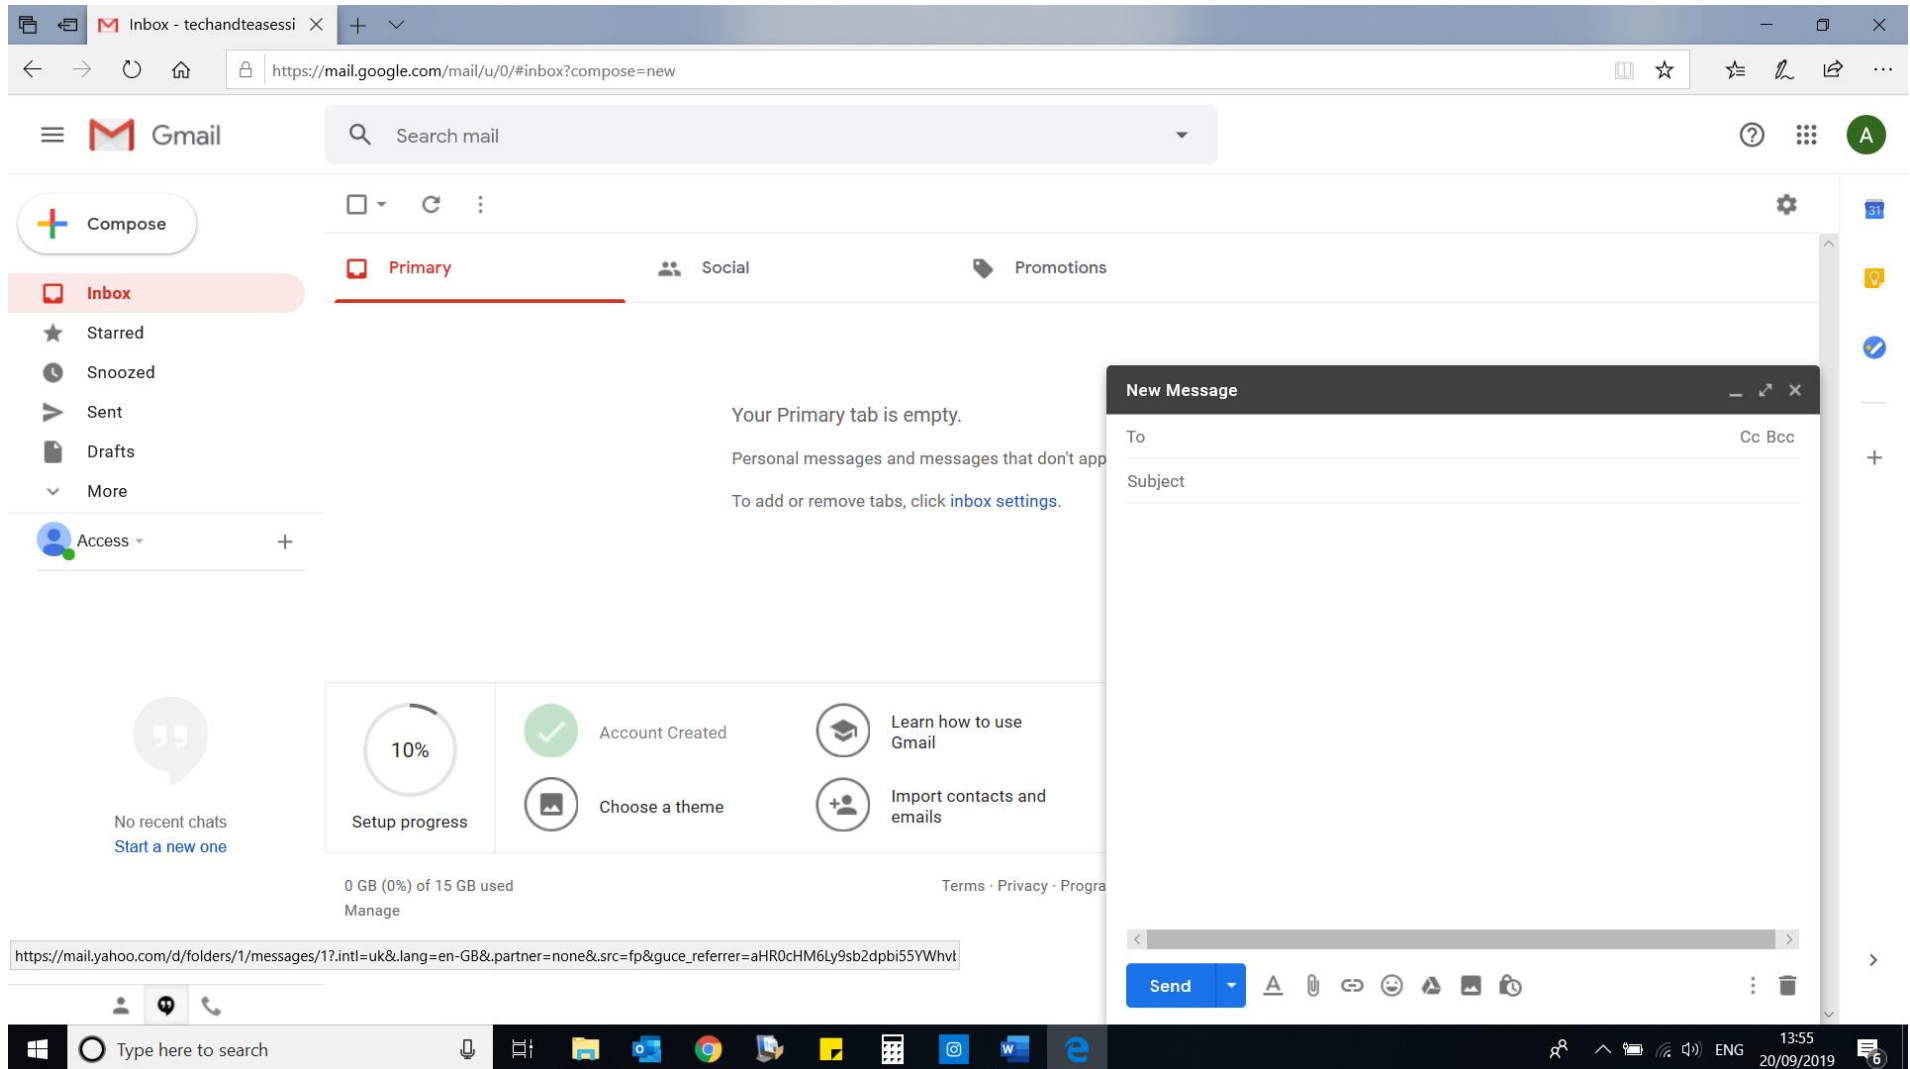 Inbox - techandteasessi
https://mail.google.com/mail/u/0/#inbox?compose=new
Gmail
Search mail
A
Compose
31
Primary
Social
Promotions
Inbox
Starred
Snoozed
Sent
Drafts
More
Access
Your Primary tab is empty.
Personal messages and messages that don't app
To add or remove tabs, click inbox settings.
New Message
To
Cc Bcc
Subject
10%
Setup progress
Account Created
Learn how to use
Gmail
Choose a theme
Import contacts and
emails
No recent chats
Start a new one
0 GB (0%) of 15 GB used
Manage
Terms · Privacy · Progra
https://mail.yahoo.com/d/folders/1/messages/1?.intl=uk&.lang=en-GB&.partner=none&.src=fp&guce_referrer=aHR0cHM6Ly9sb2dpbi55YWhvb
Send
Type here to search
ENG
13:55
20/09/2019
6